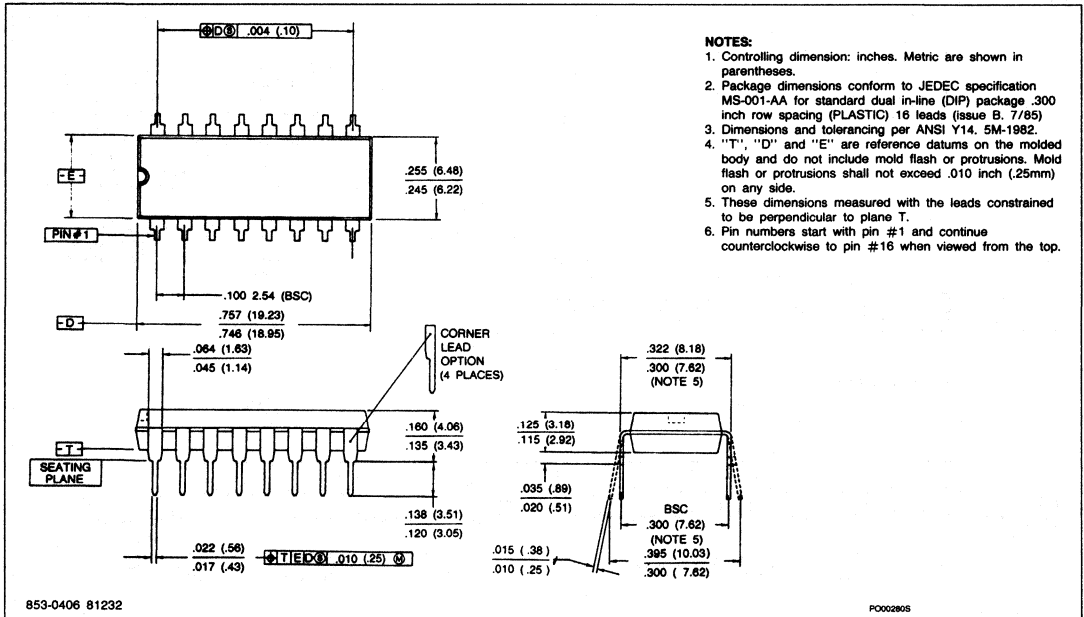 ⌖DⓈ .004 (.10)
NOTES:
1. Controlling dimension: inches. Metric are shown in
parentheses.
2. Package dimensions conform to JEDEC specification
MS-001-AA for standard dual in-line (DIP) package .300
inch row spacing (PLASTIC) 16 leads (issue B. 7/85)
3. Dimensions and tolerancing per ANSI Y14. 5M-1982.
4. "T", "D" and "E" are reference datums on the molded
body and do not include mold flash or protrusions. Mold
flash or protrusions shall not exceed .010 inch (.25mm)
on any side.
5. These dimensions measured with the leads constrained
to be perpendicular to plane T.
6. Pin numbers start with pin #1 and continue
counterclockwise to pin #16 when viewed from the top.
-E-
.255 (6.48)
.245 (6.22)
PIN#1
.100 2.54 (BSC)
-D-
.757 (19.23)
.746 (18.95)
.064 (1.63)
.045 (1.14)
CORNER
LEAD
OPTION
(4 PLACES)
-T-
SEATING
PLANE
.160 (4.06)
.135 (3.43)
.138 (3.51)
.120 (3.05)
.022 (.56)
.017 (.43)
⌖ T E DⓈ .010 (.25) Ⓜ
.322 (8.18)
.300 (7.62)
(NOTE 5)
.125 (3.18)
.115 (2.92)
.035 (.89)
.020 (.51)
BSC
.300 (7.62)
(NOTE 5)
.015 ( .38)
.010 ( .25 )
.395 (10.03)
.300 ( 7.62)
853-0406 81232
PO00280S